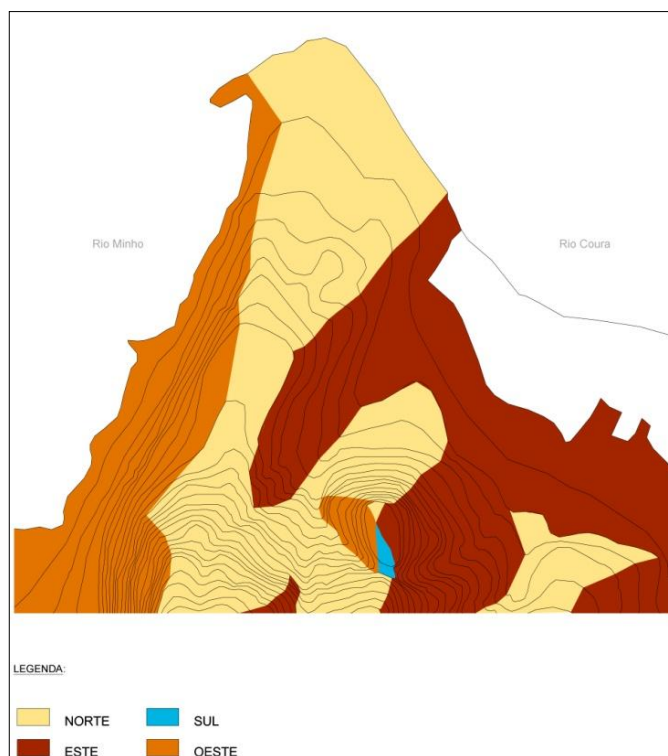 Rio Minho
Rio Coura
LEGENDA:
NORTE
SUL
ESTE
OESTE